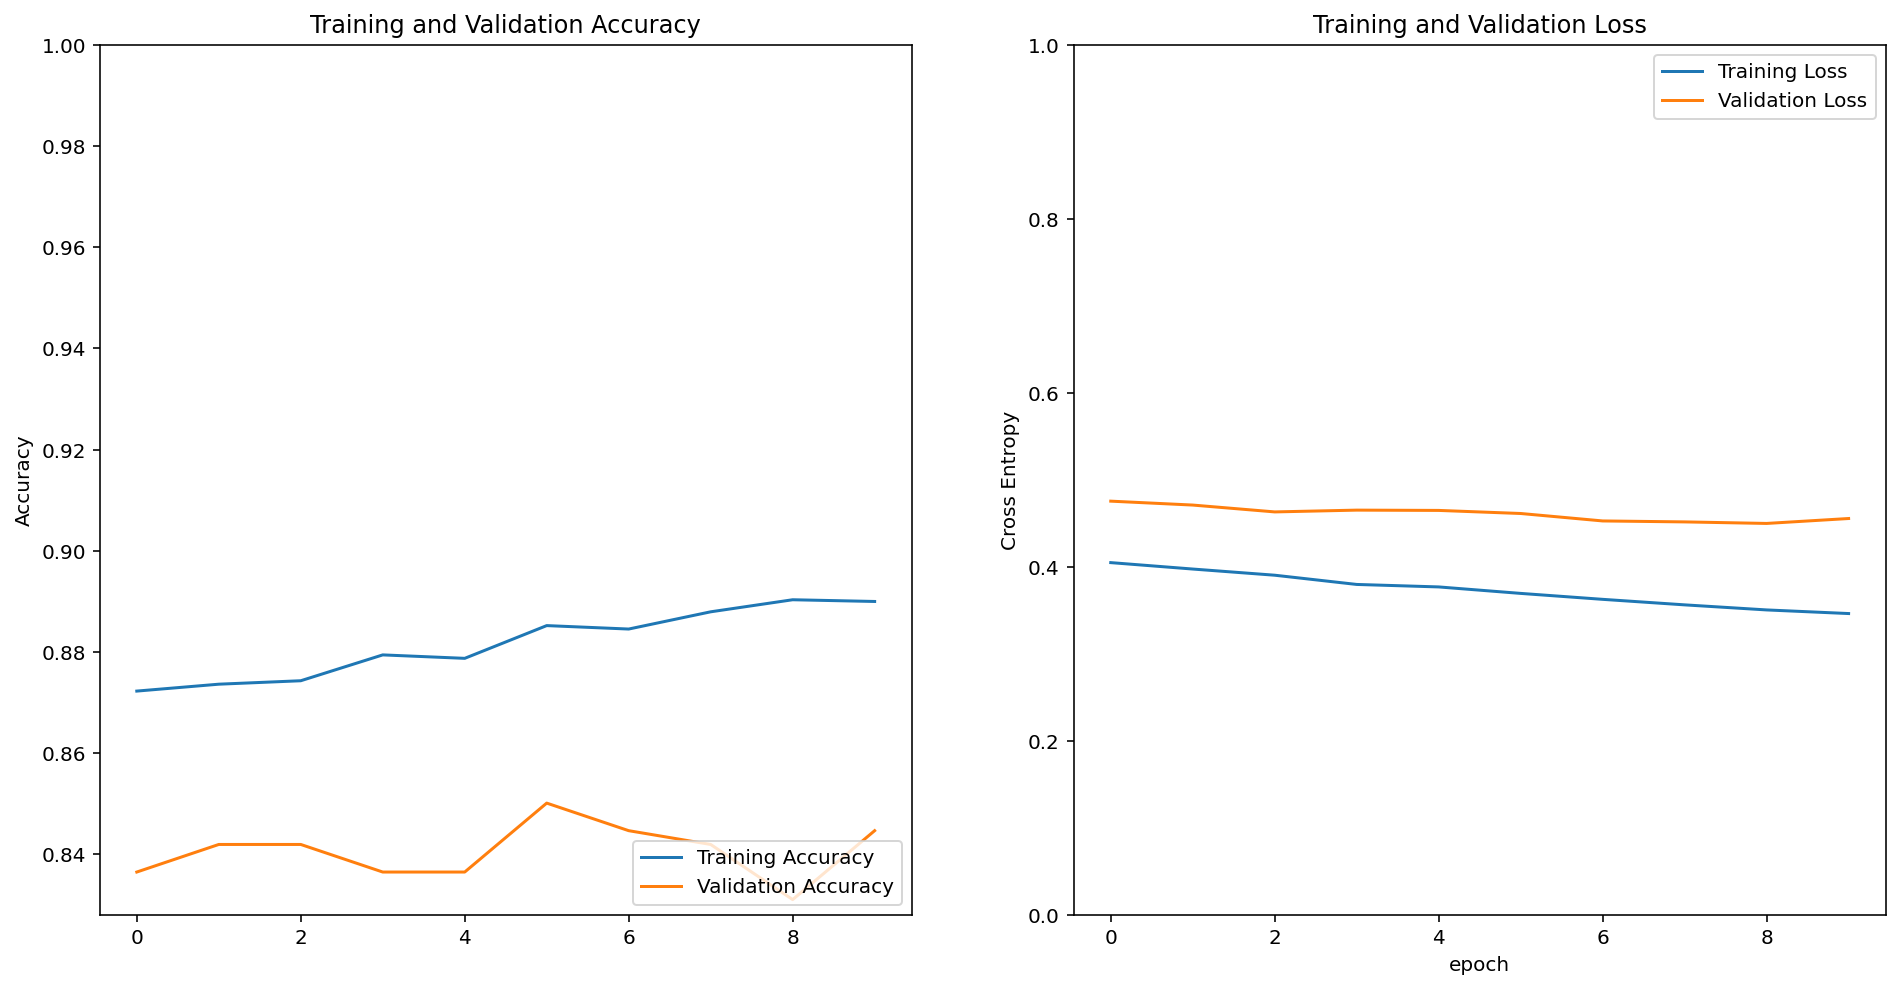 Training and Validation Accuracy
1.00
0.98
0.96
0.94
0.92
0.90
0.88
0.86
0.84
Accuracy
Training Accuracy
Validation Accuracy
0
2
4
6
8
Training and Validation Loss
1.0
0.8
0.6
0.4
0.2
0.0
Cross Entropy
Training Loss
Validation Loss
0
2
4
6
8
epoch